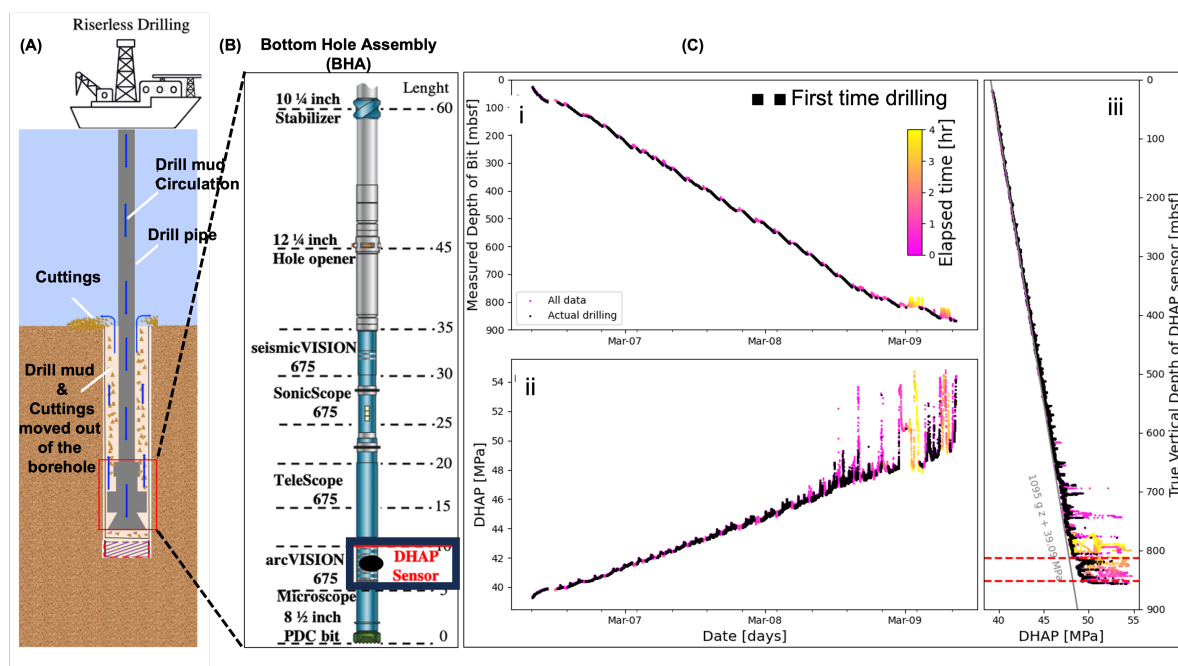 Riserless Drilling
(A)
Drill mud
Circulation
Drill pipe
Cuttings
Drill mud
&
Cuttings
moved out
of the
borehole
(B)
Bottom Hole Assembly
(BHA)
Lenght
10 ¼ inch
60
Stabilizer
12 ¼ inch
45
Hole opener
35
seismicVISION
675
30
SonicScope
675
25
20
TeleScope
675
15
10
arcVISION
675
DHAP
Sensor
5
Microscope
8 ½ inch
PDC bit
0
(C)
i
First time drilling
Measured Depth of Bit [mbsf]
0
100
200
300
400
500
600
700
800
900
Elapsed time [hr]
4
3
2
1
0
All data
Actual drilling
Mar-07
Mar-08
Mar-09
ii
DHAP [MPa]
54
52
50
48
46
44
42
40
Mar-07
Mar-08
Mar-09
Date [days]
iii
1095 g z + 39.09 MPa
0
100
200
300
400
500
600
700
800
900
True Vertical Depth of DHAP sensor [mbsf]
40
45
50
55
DHAP [MPa]